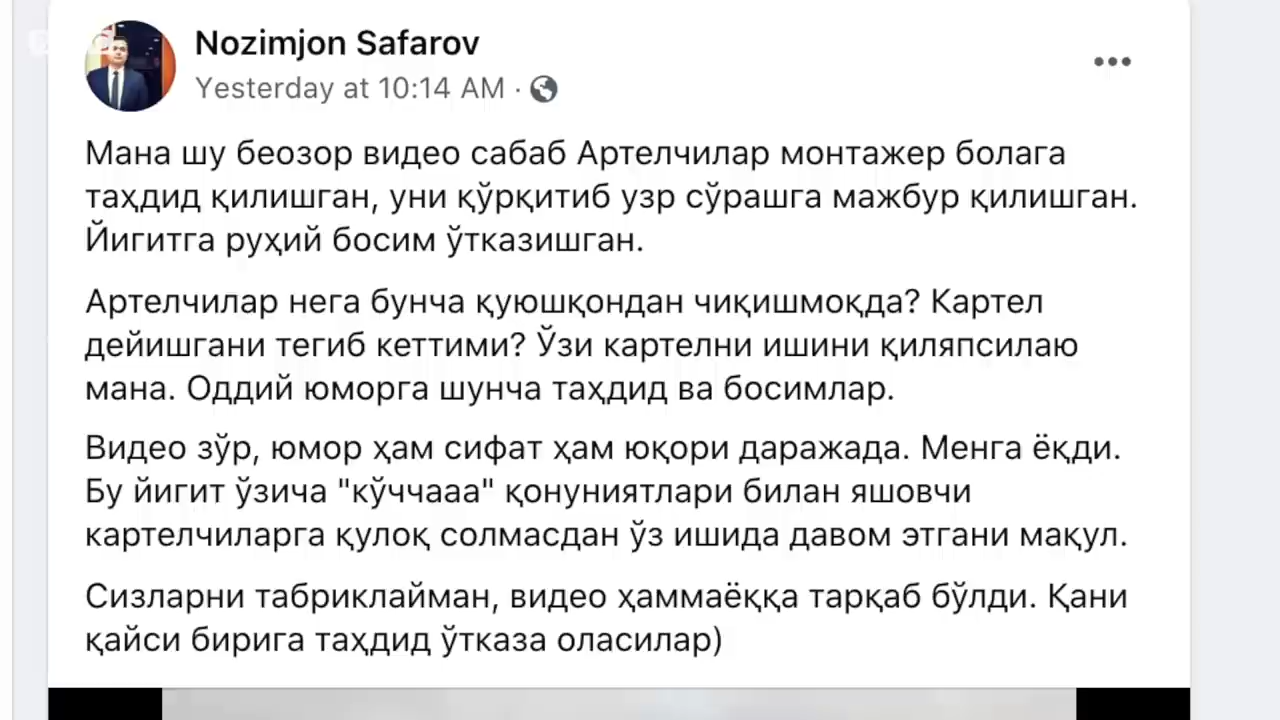 Nozimjon Safarov
Yesterday at 10:14 AM ·
Мана шу беозор видео сабаб Артелчилар монтажер болага
таҳдид қилишган, уни қўрқитиб узр сўрашга мажбур қилишган.
Йигитга руҳий босим ўтказишган.
Артелчилар нега бунча қуюшқондан чиқишмоқда? Картел
дейишгани тегиб кеттими? Ўзи картелни ишини қиляпсилаю
мана. Оддий юморга шунча таҳдид ва босимлар.
Видео зўр, юмор ҳам сифат ҳам юқори даражада. Менга ёқди.
Бу йигит ўзича "кўччааа" қонуниятлари билан яшовчи
картелчиларга қулоқ солмасдан ўз ишида давом этгани мақул.
Сизларни табриклайман, видео ҳаммаёққа тарқаб бўлди. Қани
қайси бирига таҳдид ўтказа оласилар)